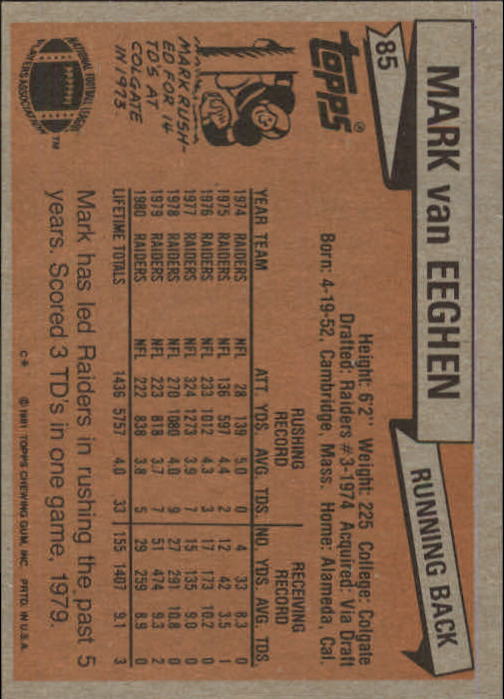 85
MARK van EEGHEN
RUNNING BACK
TOPPS®
Height: 6'2" Weight: 225 College: Colgate
Drafted: Raiders #3-1974 Acquired: Via Draft
Born: 4-19-52, Cambridge, Mass. Home: Alameda, Cal.
MARK RUSH-
ED FOR 14
TD'S AT
COLGATE
IN 1973.
RUSHING RECORD RECEIVING RECORD
YEAR TEAM ATT. YDS. AVG. TDS. NO. YDS. AVG. TDS.
1974 RAIDERS NFL 28 139 5.0 0 4 33 8.3 0
1975 RAIDERS NFL 136 597 4.4 2 12 42 3.5 1
1976 RAIDERS NFL 233 1012 4.3 3 17 173 10.2 0
1977 RAIDERS NFL 324 1273 3.9 7 15 135 9.0 0
1978 RAIDERS NFL 270 1080 4.0 9 27 291 10.8 0
1979 RAIDERS NFL 223 818 3.7 7 51 474 9.3 2
1980 RAIDERS NFL 222 838 3.8 5 29 259 8.9 0
LIFETIME TOTALS 1436 5757 4.0 33 155 1407 9.1 3
Mark has led Raiders in rushing the past 5
years. Scored 3 TD's in one game, 1979.
NATIONAL FOOTBALL LEAGUE
PLAYERS ASSOCIATION
TM
C* © 1981 TOPPS CHEWING GUM, INC. PRTD. IN U.S.A.